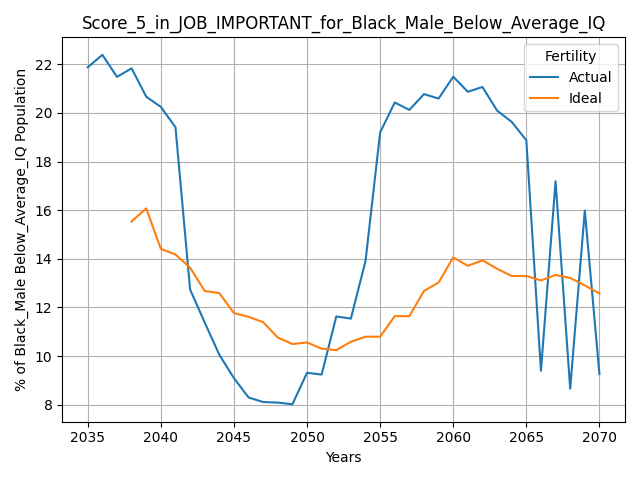 Score_5_in_JOB_IMPORTANT_for_Black_Male_Below_Average_IQ
Fertility
Actual
Ideal
% of Black_Male Below_Average_IQ Population
22
20
18
16
14
12
10
8
2035 2040 2045 2050 2055 2060 2065 2070
Years